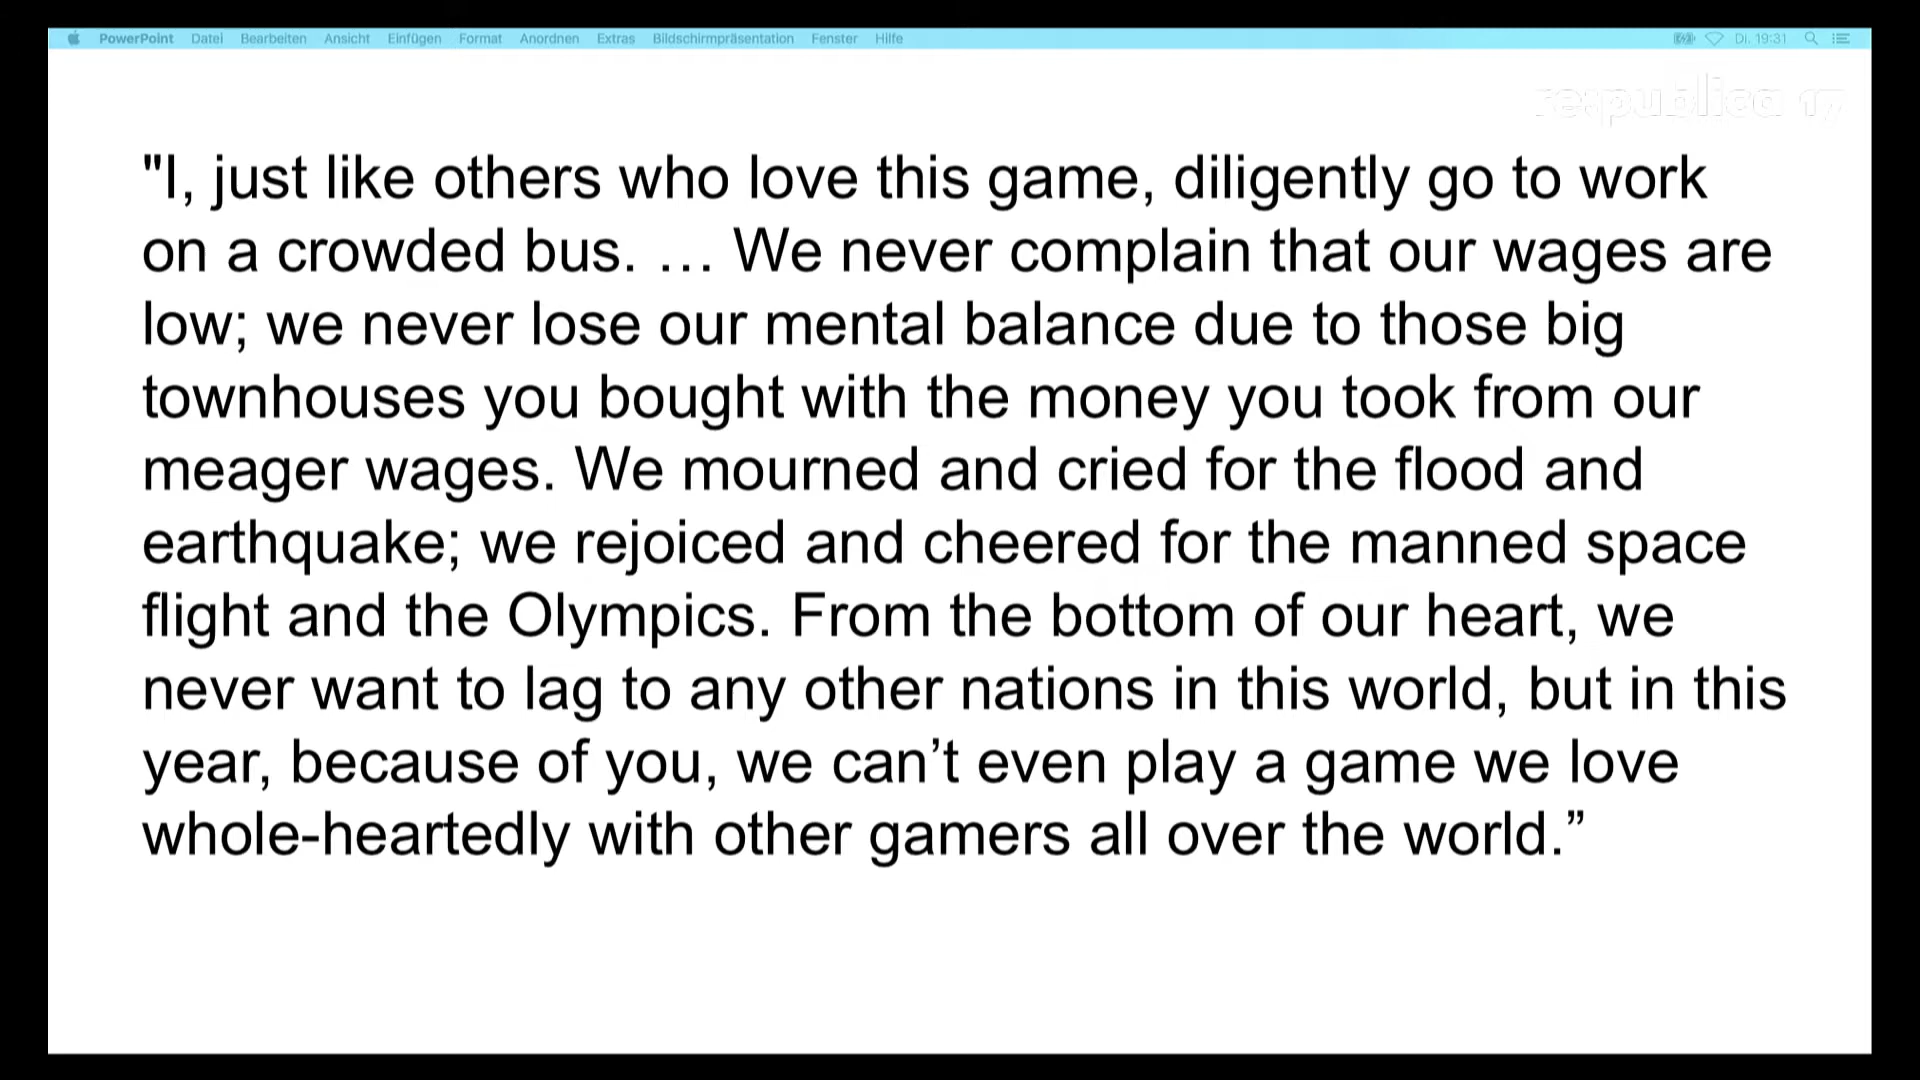 PowerPoint Datei Bearbeiten Ansicht Einfügen Format Anordnen Extras Bildschirmpräsentation Fenster Hilfe Di. 19:31
re:publica 17
"I, just like others who love this game, diligently go to work
on a crowded bus. … We never complain that our wages are
low; we never lose our mental balance due to those big
townhouses you bought with the money you took from our
meager wages. We mourned and cried for the flood and
earthquake; we rejoiced and cheered for the manned space
flight and the Olympics. From the bottom of our heart, we
never want to lag to any other nations in this world, but in this
year, because of you, we can’t even play a game we love
whole-heartedly with other gamers all over the world.”